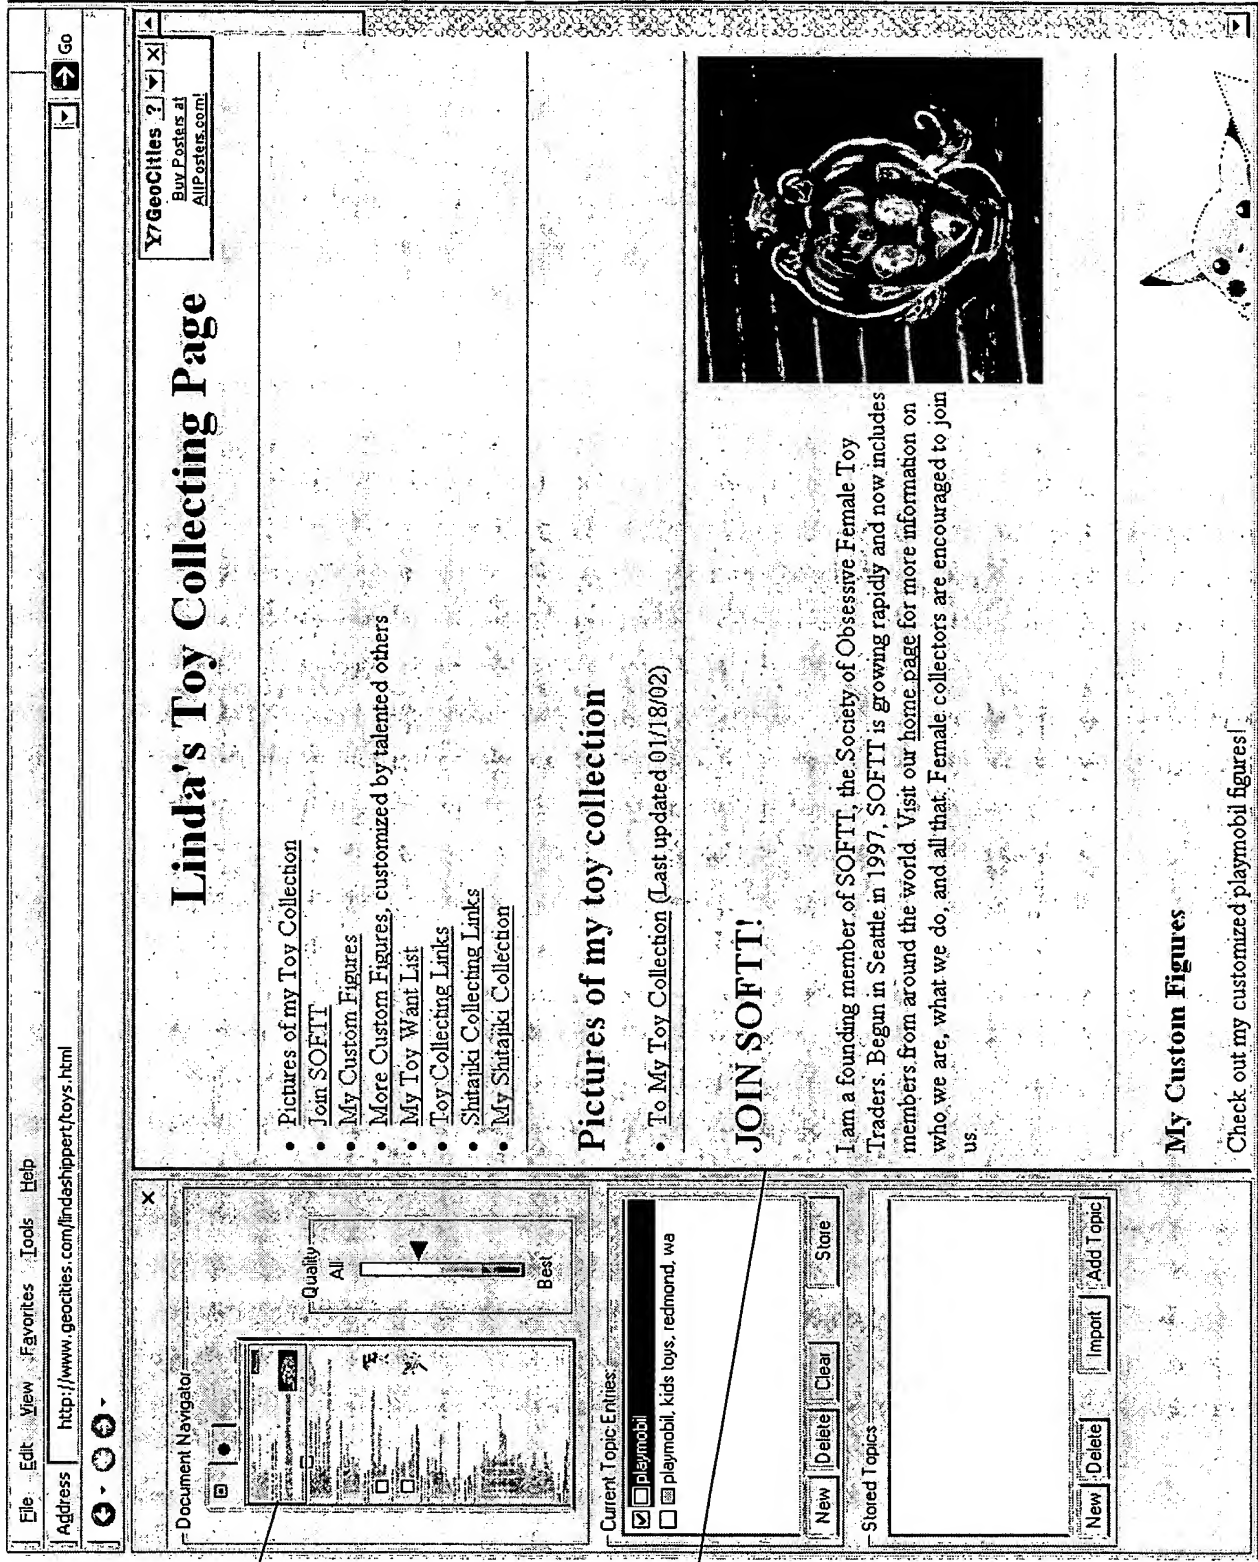 File Edit View Favorites Tools Help
Address http://www.geocities.com/lindashippert/toys.html Go
Document Navigator
Quality
All
Best
Current Topic Entries:
playmobil
playmobil, kids toys, redmond, wa
New Delete Clear Store
Stored Topics
New Delete Import Add Topic
Y7GeoCities ? X
Buy Posters at
AllPosters.com!
Linda's Toy Collecting Page
• Pictures of my Toy Collection
• Join SOFTT
• My Custom Figures
• More Custom Figures, customized by talented others
• My Toy Want List
• Toy Collecting Links
• Shitajiki Collecting Links
• My Shitajiki Collection
Pictures of my toy collection
• To My Toy Collection (Last updated 01/18/02)
JOIN SOFTT!
I am a founding member of SOFTT, the Society of Obsessive Female Toy
Traders. Begun in Seattle in 1997, SOFTT is growing rapidly and now includes
members from around the world. Visit our home page for more information on
who we are, what we do, and all that. Female collectors are encouraged to join
us.
My Custom Figures
Check out my customized playmobil figures!